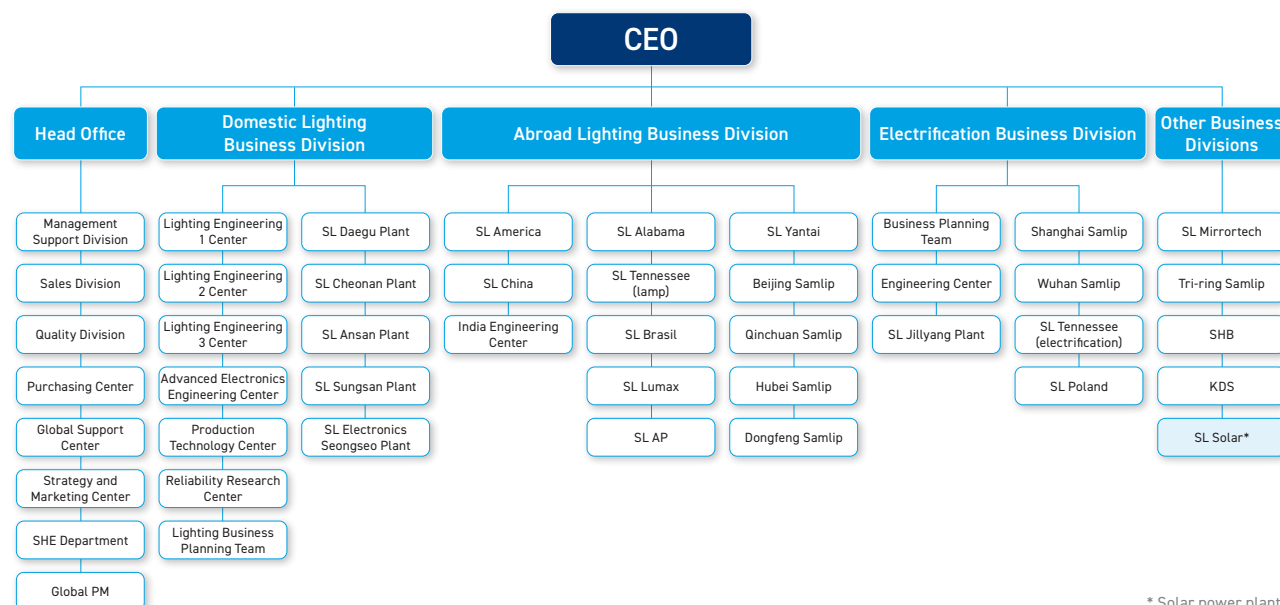 CEO
Head Office
Domestic Lighting
Business Division
Abroad Lighting Business Division
Electrification Business Division
Other Business
Divisions
Management
Support Division
Sales Division
Quality Division
Purchasing Center
Global Support
Center
Strategy and
Marketing Center
SHE Department
Global PM
Lighting Engineering
1 Center
Lighting Engineering
2 Center
Lighting Engineering
3 Center
Advanced Electronics
Engineering Center
Production
Technology Center
Reliability Research
Center
Lighting Business
Planning Team
SL Daegu Plant
SL Cheonan Plant
SL Ansan Plant
SL Sungsan Plant
SL Electronics
Seongseo Plant
SL America
SL China
India Engineering
Center
SL Alabama
SL Tennessee
(lamp)
SL Brasil
SL Lumax
SL AP
SL Yantai
Beijing Samlip
Qinchuan Samlip
Hubei Samlip
Dongfeng Samlip
Business Planning
Team
Engineering Center
SL Jillyang Plant
Shanghai Samlip
Wuhan Samlip
SL Tennessee
(electrification)
SL Poland
SL Mirrortech
Tri-ring Samlip
SHB
KDS
SL Solar*
* Solar power plant